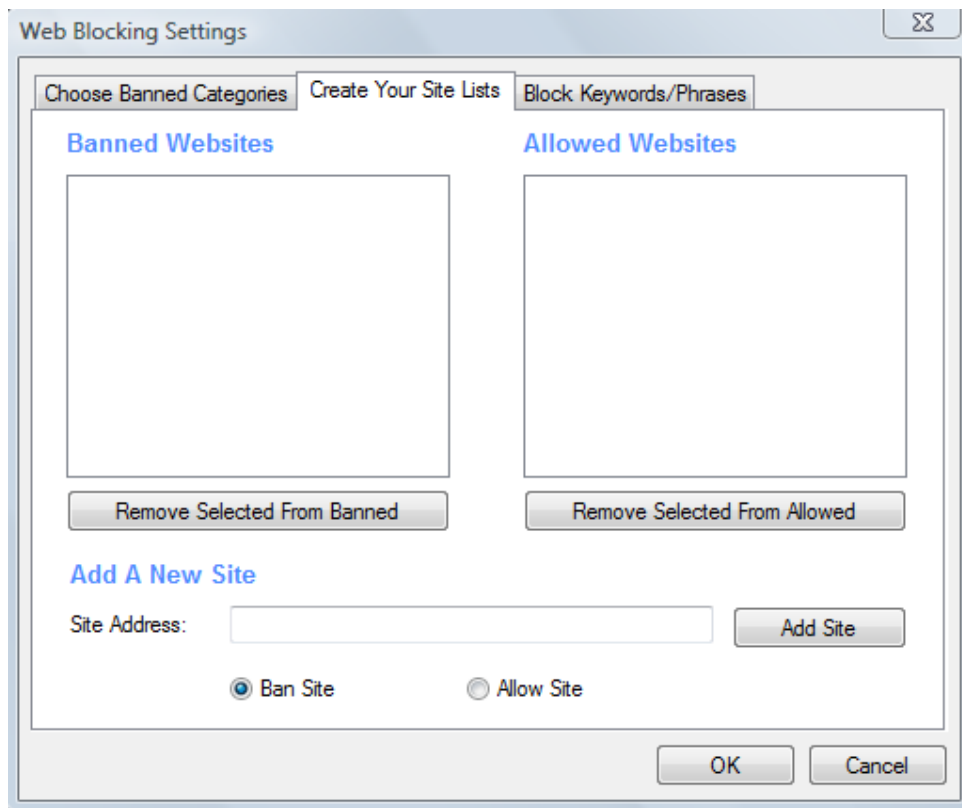 Web Blocking Settings
Choose Banned Categories
Create Your Site Lists
Block Keywords/Phrases
Banned Websites
Allowed Websites
Remove Selected From Banned
Remove Selected From Allowed
Add A New Site
Site Address:
Add Site
Ban Site
Allow Site
OK
Cancel